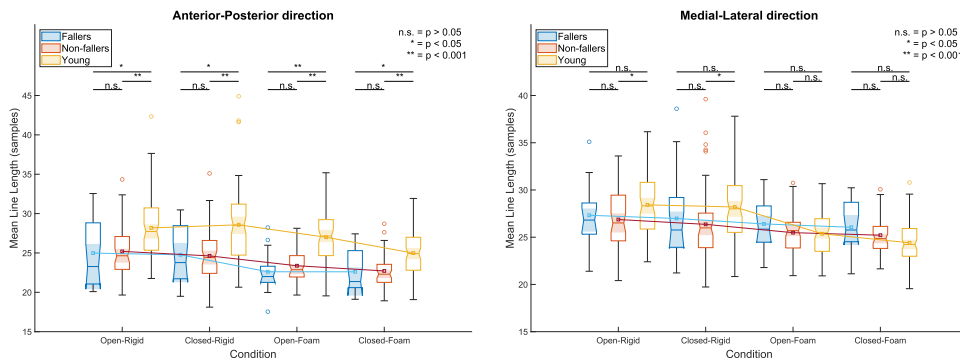 Anterior-Posterior direction
Fallers
Non-fallers
Young
n.s. = p > 0.05
* = p < 0.05
** = p < 0.001
* * ** *
** ** ** **
n.s. n.s. n.s. n.s.
45
40
35
30
25
20
15
Mean Line Length (samples)
Open-Rigid Closed-Rigid Open-Foam Closed-Foam
Condition
Medial-Lateral direction
Fallers
Non-fallers
Young
n.s. = p > 0.05
* = p < 0.05
** = p < 0.001
n.s. n.s. n.s. n.s.
* * n.s. n.s.
n.s. n.s. n.s. n.s.
40
35
30
25
20
15
Mean Line Length (samples)
Open-Rigid Closed-Rigid Open-Foam Closed-Foam
Condition